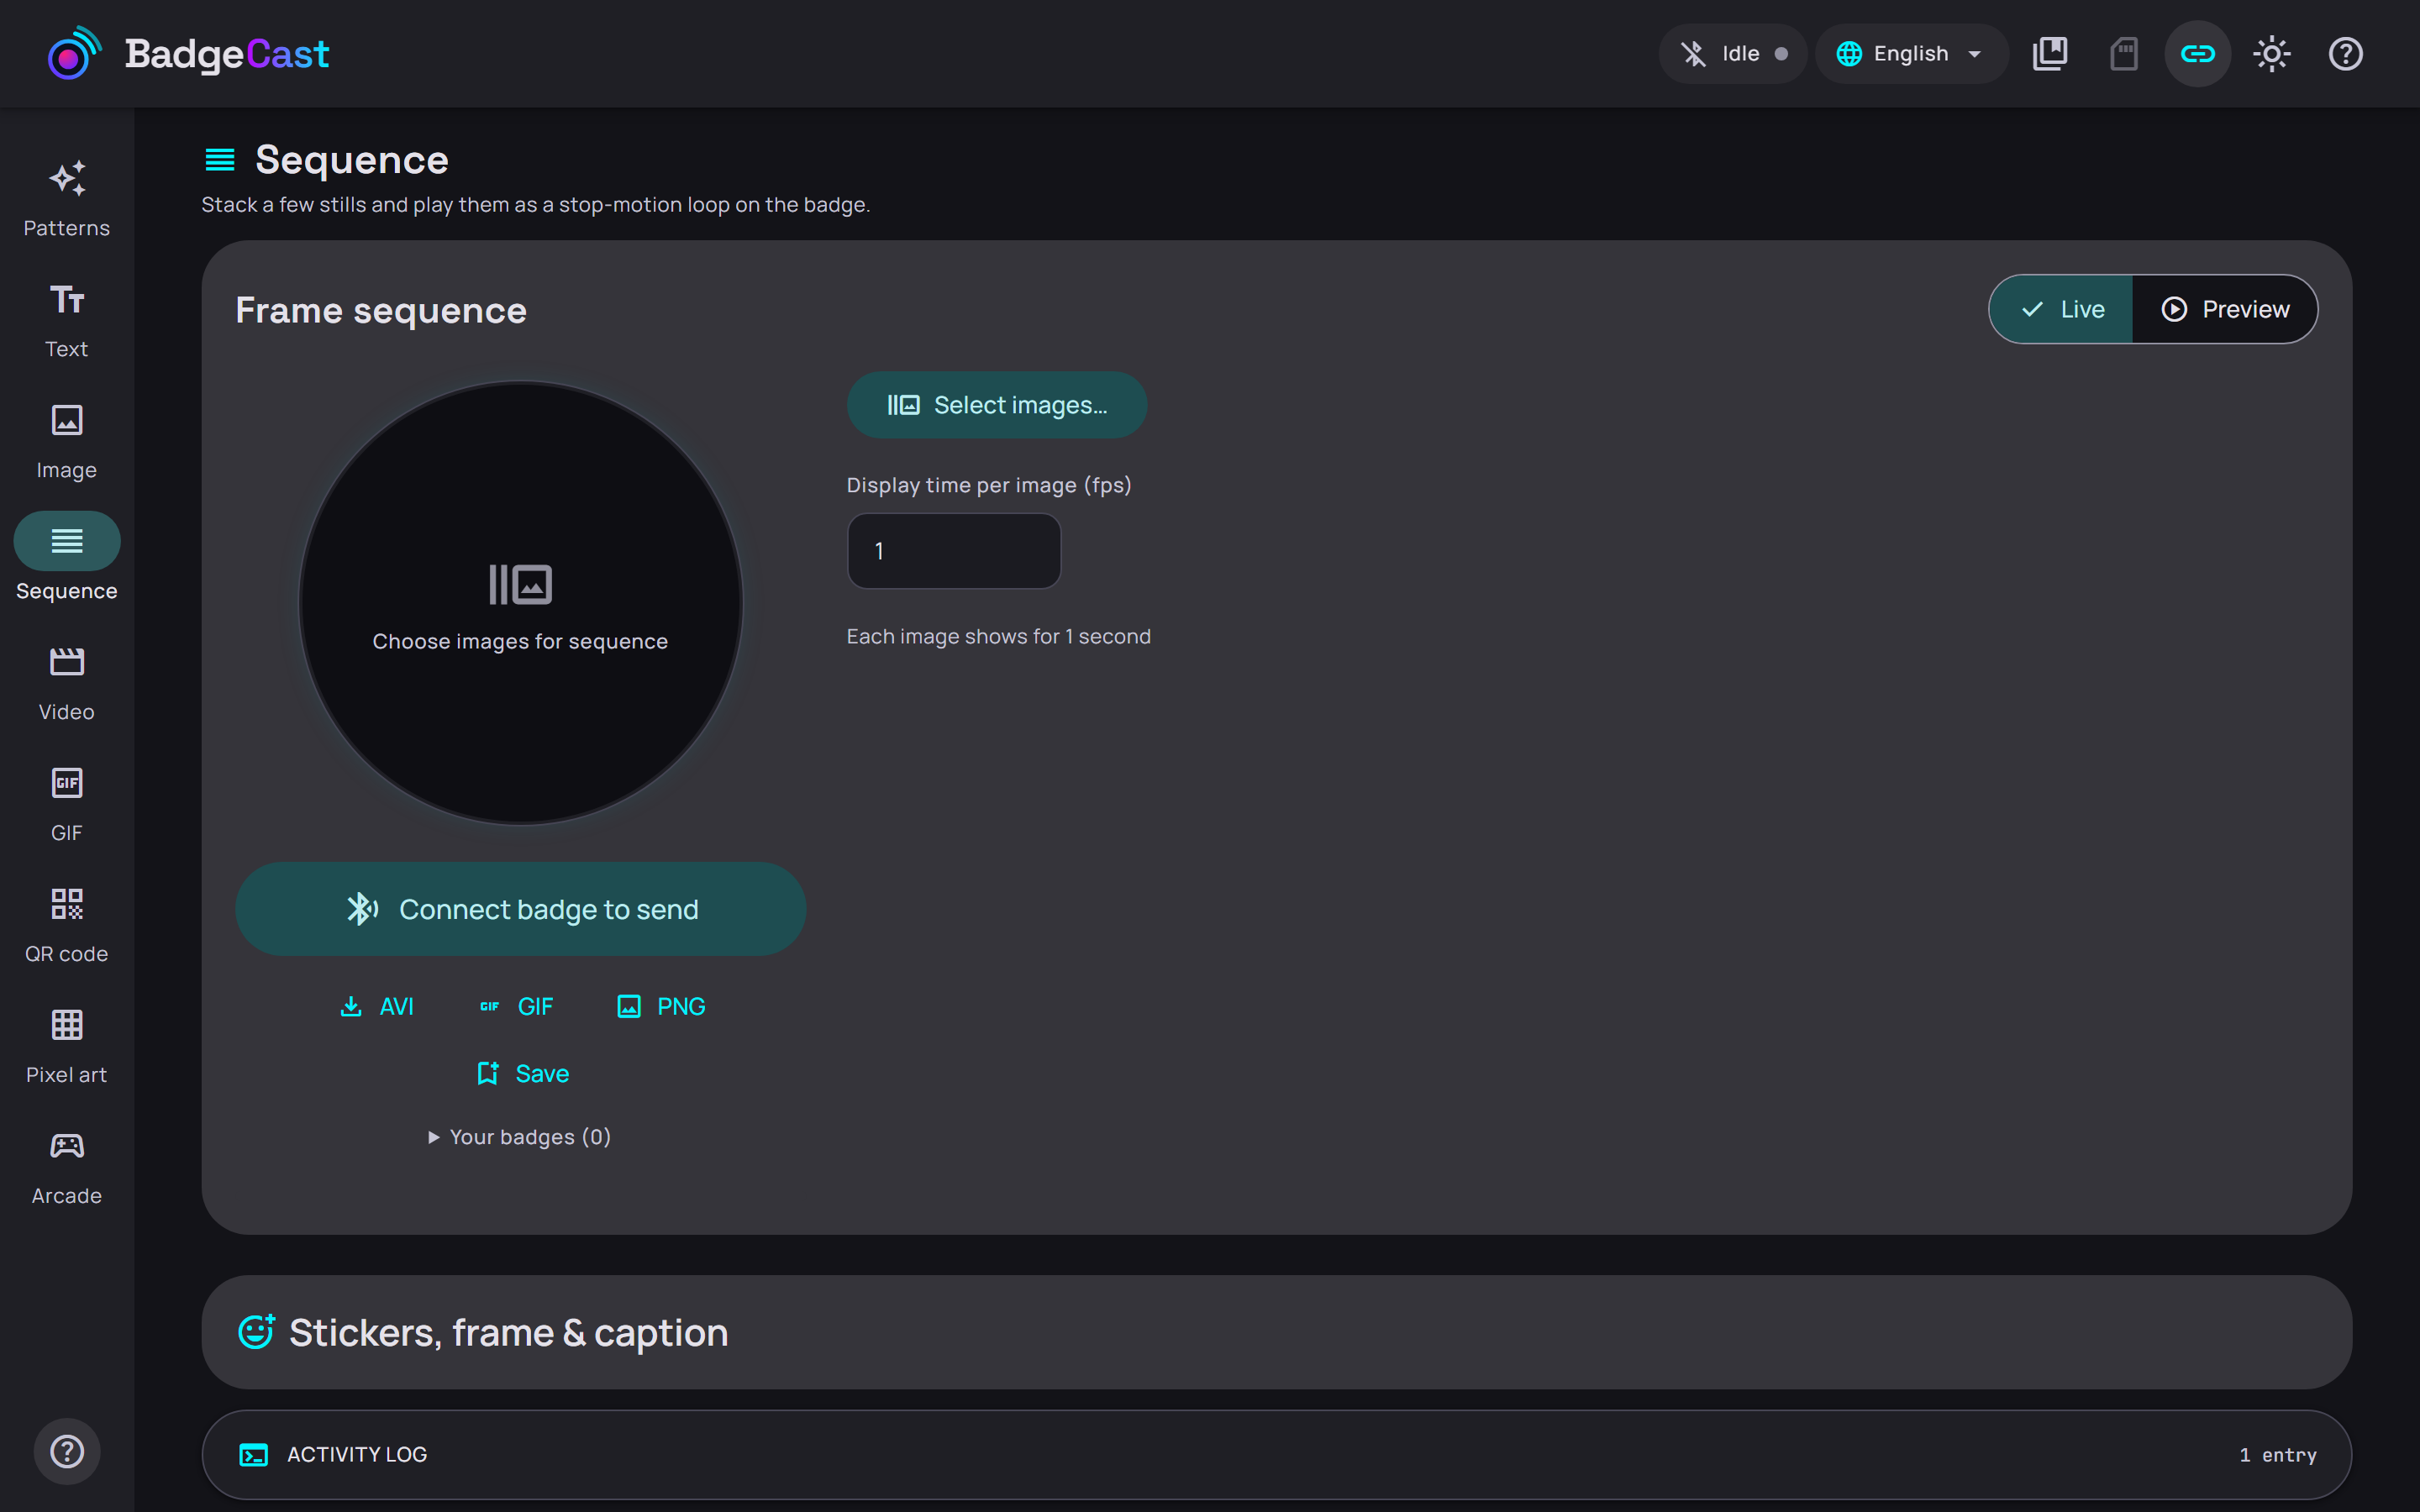 BadgeCast
Idle
English
Patterns
Text
Image
Sequence
Video
GIF
GIF
QR code
Pixel art
Arcade
Sequence
Stack a few stills and play them as a stop-motion loop on the badge.
Frame sequence
Live
Preview
Choose images for sequence
Select images...
Display time per image (fps)
1
Each image shows for 1 second
Connect badge to send
AVI
GIF GIF
PNG
Save
Your badges (0)
Stickers, frame & caption
ACTIVITY LOG
1 entry